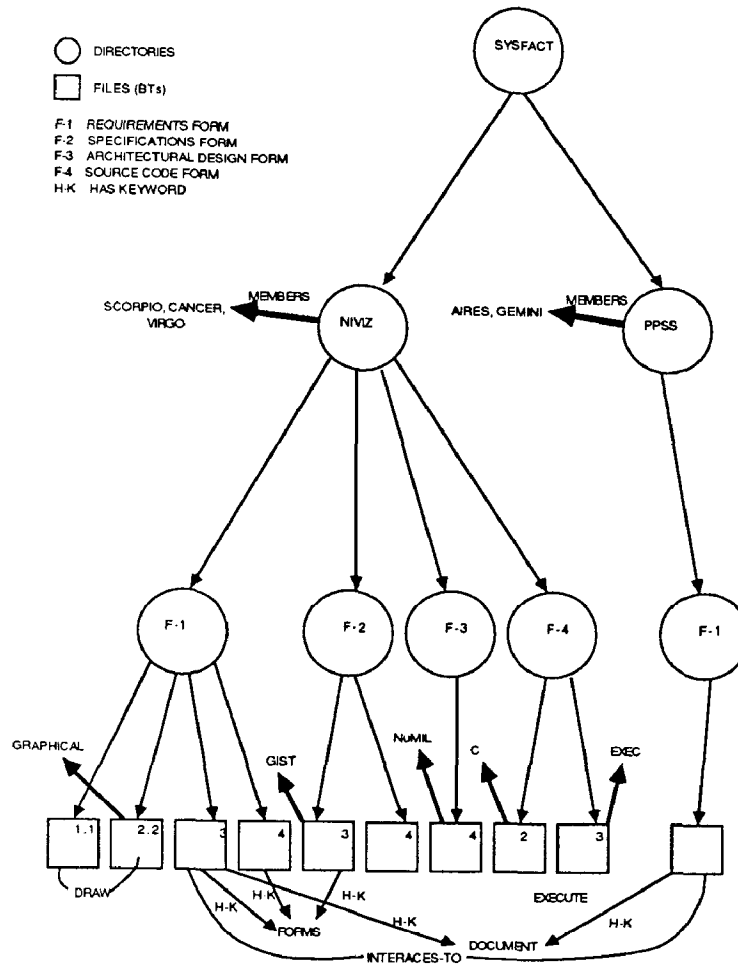 SYSFACT
DIRECTORIES
FILES (BTs)
F-1 REQUIREMENTS FORM
F-2 SPECIFICATIONS FORM
F-3 ARCHITECTURAL DESIGN FORM
F-4 SOURCE CODE FORM
H-K HAS KEYWORD
MEMBERS
SCORPIO, CANCER,
VIRGO
NIVIZ
MEMBERS
AIRES, GEMINI
PPSS
F-1
F-2
F-3
F-4
F-1
GRAPHICAL
GIST
NuMIL
C
EXEC
1.1
2.2
3
4
3
4
4
2
3
DRAW
H-K
H-K
H-K
EXECUTE
FORMS
H-K
H-K
DOCUMENT
INTERACES-TO